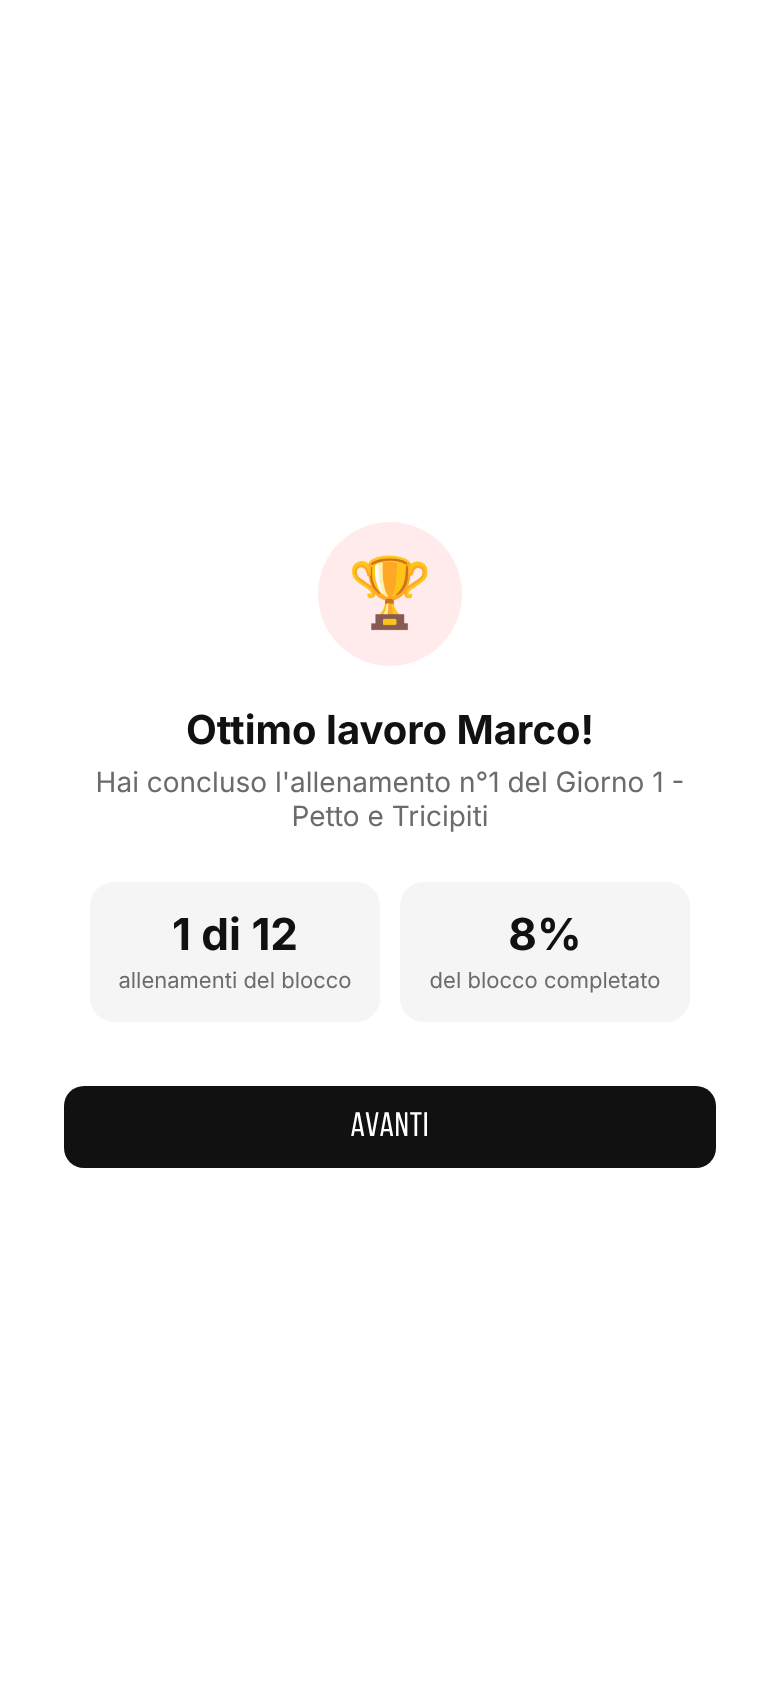 Ottimo lavoro Marco!
Hai concluso l'allenamento n°1 del Giorno 1 -
Petto e Tricipiti
1 di 12
allenamenti del blocco
8%
del blocco completato
AVANTI